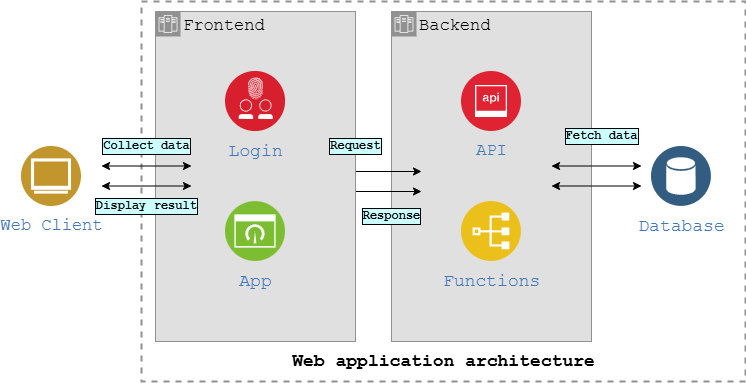 Frontend
Backend
api
Collect data
Login
Request
API
Fetch data
Web Client
Display result
Response
Database
App
Functions
Web application architecture